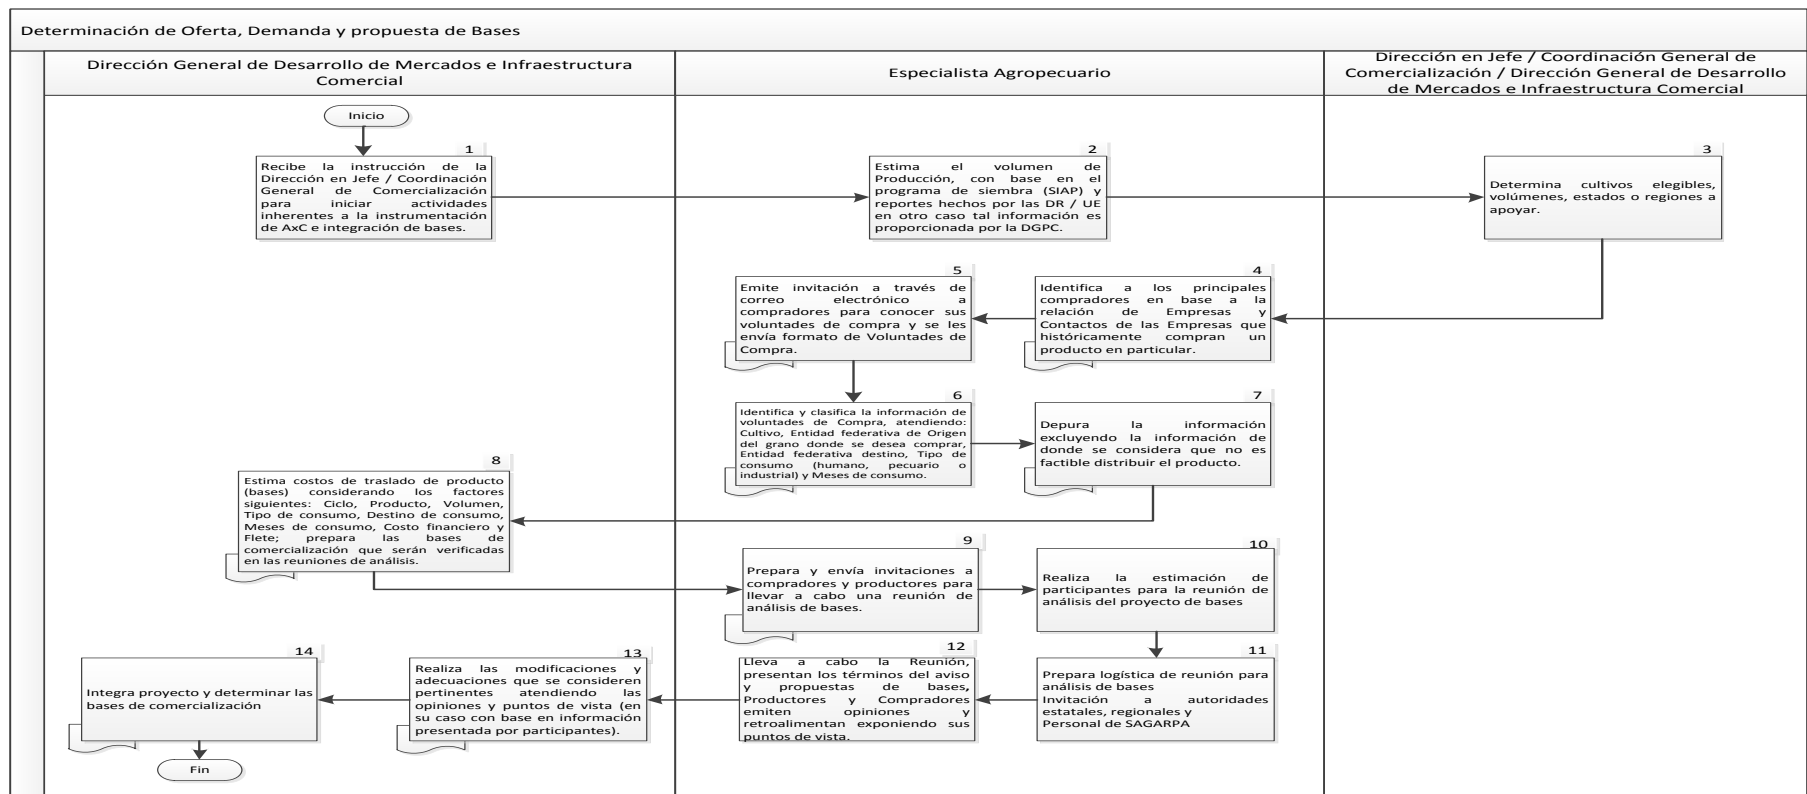 Determinación de Oferta, Demanda y propuesta de Bases
Dirección General de Desarrollo de Mercados e Infraestructura
Comercial
Especialista Agropecuario
Dirección en Jefe / Coordinación General de
Comercialización / Dirección General de Desarrollo
de Mercados e Infraestructura Comercial
Inicio
1
Recibe la instrucción de la
Dirección en Jefe / Coordinación
General de Comercialización
para iniciar actividades
inherentes a la instrumentación
de AxC e integración de bases.
2
Estima el volumen de
Producción, con base en el
programa de siembra (SIAP) y
reportes hechos por las DR / UE
en otro caso tal información es
proporcionada por la DGPC.
3
Determina cultivos elegibles,
volúmenes, estados o regiones a
apoyar.
4
Identifica a los principales
compradores en base a la
relación de Empresas y
Contactos de las Empresas que
históricamente compran un
producto en particular.
5
Emite invitación a través de
correo electrónico a
compradores para conocer sus
voluntades de compra y se les
envía formato de Voluntades de
Compra.
6
Identifica y clasifica la información de
voluntades de Compra, atendiendo:
Cultivo, Entidad federativa de Origen
del grano donde se desea comprar,
Entidad federativa destino, Tipo de
consumo (humano, pecuario o
industrial) y Meses de consumo.
7
Depura la información
excluyendo la información de
donde se considera que no es
factible distribuir el producto.
8
Estima costos de traslado de producto
(bases) considerando los factores
siguientes: Ciclo, Producto, Volumen,
Tipo de consumo, Destino de consumo,
Meses de consumo, Costo financiero y
Flete; prepara las bases de
comercialización que serán verificadas
en las reuniones de análisis.
9
Prepara y envía invitaciones a
compradores y productores para
llevar a cabo una reunión de
análisis de bases.
10
Realiza la estimación de
participantes para la reunión de
análisis del proyecto de bases
11
Prepara logística de reunión para
análisis de bases
Invitación a autoridades
estatales, regionales y
Personal de SAGARPA
12
Lleva a cabo la Reunión,
presentan los términos del aviso
y propuestas de bases,
Productores y Compradores
emiten opiniones y
retroalimentan exponiendo sus
puntos de vista.
13
Realiza las modificaciones y
adecuaciones que se consideren
pertinentes atendiendo las
opiniones y puntos de vista (en
su caso con base en información
presentada por participantes).
14
Integra proyecto y determinar las
bases de comercialización
Fin